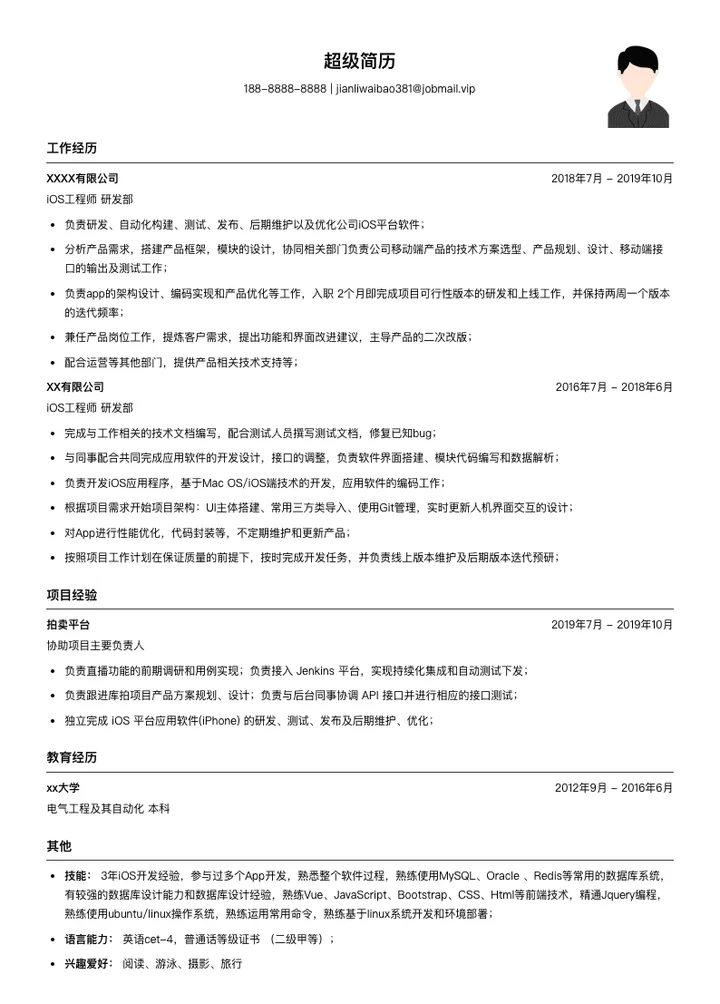 超级简历
188-8888-8888 | jianliwaibao381@jobmail.vip
工作经历
XXXX有限公司 2018年7月 - 2019年10月
iOS工程师 研发部
• 负责研发、自动化构建、测试、发布、后期维护以及优化公司iOS平台软件；
• 分析产品需求，搭建产品框架，模块的设计，协同相关部门负责公司移动端产品的技术方案选型、产品规划、设计、移动端接
口的输出及测试工作；
• 负责app的架构设计、编码实现和产品优化等工作，入职 2个月即完成项目可行性版本的研发和上线工作，并保持两周一个版本
的迭代频率；
• 兼任产品岗位工作，提炼客户需求，提出功能和界面改进建议，主导产品的二次改版；
• 配合运营等其他部门，提供产品相关技术支持等；
XX有限公司 2016年7月 - 2018年6月
iOS工程师 研发部
• 完成与工作相关的技术文档编写，配合测试人员撰写测试文档，修复已知bug；
• 与同事配合共同完成应用软件的开发设计，接口的调整，负责软件界面搭建、模块代码编写和数据解析；
• 负责开发iOS应用程序，基于Mac OS/iOS端技术的开发，应用软件的编码工作；
• 根据项目需求开始项目架构：UI主体搭建、常用三方类导入、使用Git管理，实时更新人机界面交互的设计；
• 对App进行性能优化，代码封装等，不定期维护和更新产品；
• 按照项目工作计划在保证质量的前提下，按时完成开发任务，并负责线上版本维护及后期版本迭代预研；
项目经验
拍卖平台 2019年7月 - 2019年10月
协助项目主要负责人
• 负责直播功能的前期调研和用例实现；负责接入 Jenkins 平台，实现持续化集成和自动测试下发；
• 负责跟进库拍项目产品方案规划、设计；负责与后台同事协调 API 接口并进行相应的接口测试；
• 独立完成 iOS 平台应用软件(iPhone) 的研发、测试、发布及后期维护、优化；
教育经历
xx大学 2012年9月 - 2016年6月
电气工程及其自动化 本科
其他
• 技能： 3年iOS开发经验，参与过多个App开发，熟悉整个软件过程，熟练使用MySQL、Oracle 、Redis等常用的数据库系统，
有较强的数据库设计能力和数据库设计经验，熟练Vue、JavaScript、Bootstrap、CSS、Html等前端技术，精通Jquery编程，
熟练使用ubuntu/linux操作系统，熟练运用常用命令，熟练基于linux系统开发和环境部署；
• 语言能力： 英语cet-4，普通话等级证书 （二级甲等）；
• 兴趣爱好： 阅读、游泳、摄影、旅行